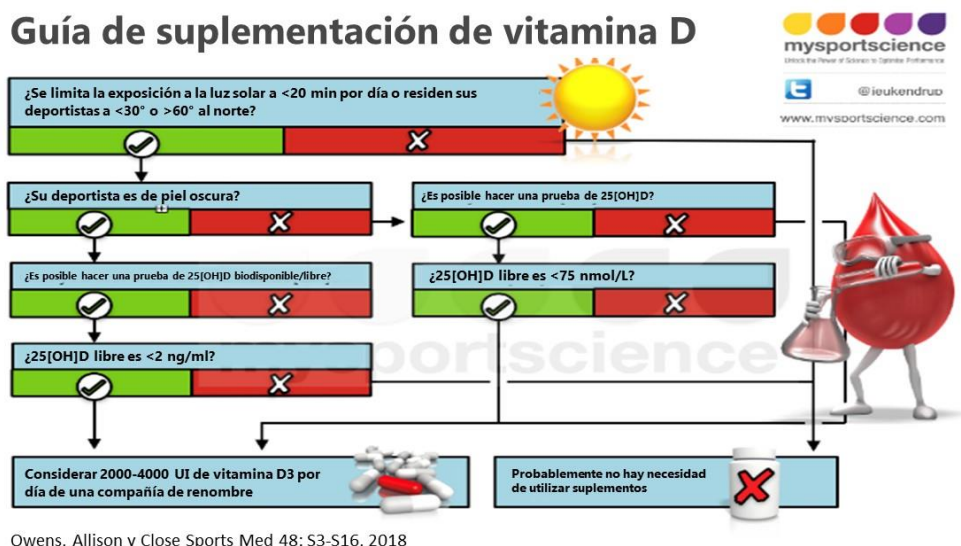 Guía de suplementación de vitamina D
mysportscience
Unlock the Power of Science to Optimise Performance
@jeukendrup
www.mysportscience.com
¿Se limita la exposición a la luz solar a <20 min por día o residen sus
deportistas a <30° o >60° al norte?
¿Su deportista es de piel oscura?
¿Es posible hacer una prueba de 25[OH]D?
¿Es posible hacer una prueba de 25[OH]D biodisponible/libre?
¿25[OH]D libre es <75 nmol/L?
mysportscience
¿25[OH]D libre es <2 ng/ml?
Considerar 2000-4000 UI de vitamina D3 por
día de una compañía de renombre
Probablemente no hay necesidad
de utilizar suplementos
Owens, Allison y Close Sports Med 48: S3-S16, 2018